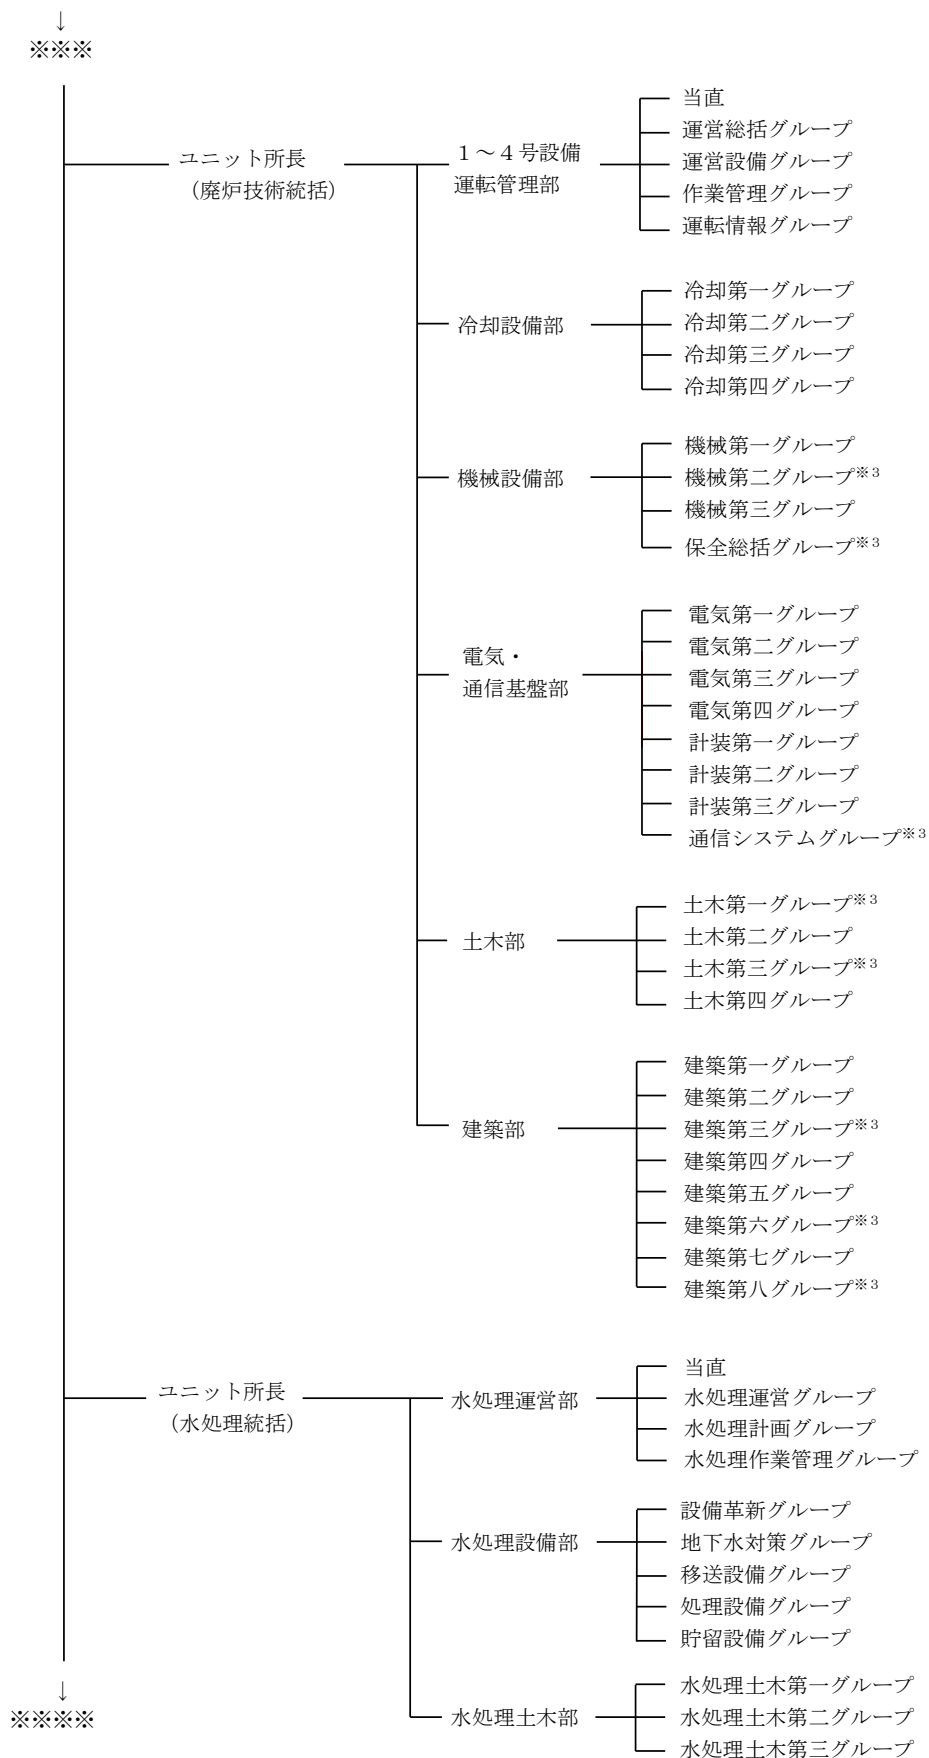 ↓
※※※
ユニット所長
（廃炉技術統括）
１～４号設備
運転管理部
当直
運営総括グループ
運営設備グループ
作業管理グループ
運転情報グループ
冷却設備部
冷却第一グループ
冷却第二グループ
冷却第三グループ
冷却第四グループ
機械設備部
機械第一グループ
機械第二グループ※３
機械第三グループ
保全総括グループ※３
電気・
通信基盤部
電気第一グループ
電気第二グループ
電気第三グループ
電気第四グループ
計装第一グループ
計装第二グループ
計装第三グループ
通信システムグループ※３
土木部
土木第一グループ※３
土木第二グループ
土木第三グループ※３
土木第四グループ
建築部
建築第一グループ
建築第二グループ
建築第三グループ※３
建築第四グループ
建築第五グループ
建築第六グループ※３
建築第七グループ
建築第八グループ※３
ユニット所長
（水処理統括）
水処理運営部
当直
水処理運営グループ
水処理計画グループ
水処理作業管理グループ
水処理設備部
設備革新グループ
地下水対策グループ
移送設備グループ
処理設備グループ
貯留設備グループ
水処理土木部
水処理土木第一グループ
水処理土木第二グループ
水処理土木第三グループ
↓
※※※※